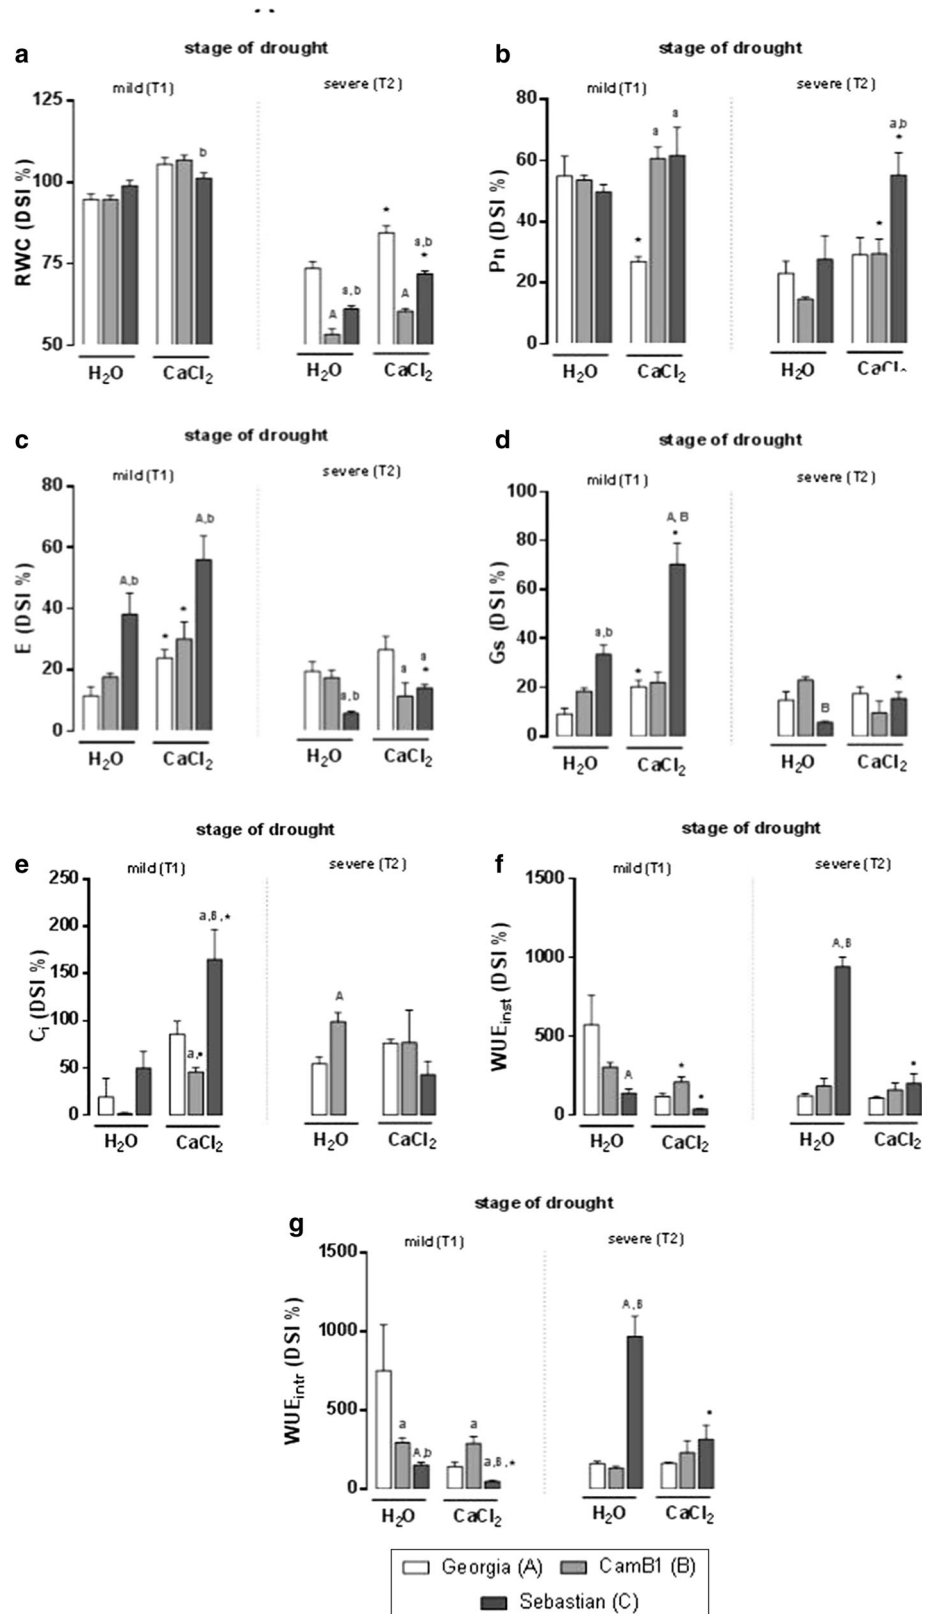 stage of drought
a
mild (T1)
severe (T2)
RWC (DSI %)
125
100
75
50
b
*
A
a,b
A
a,b
*
H2O
CaCl2
H2O
CaCl2
stage of drought
b
mild (T1)
severe (T2)
Pn (DSI %)
80
60
40
20
0
*
a
a
*
a,b
*
H2O
CaCl2
H2O
stage of drought
c
mild (T1)
severe (T2)
E (DSI %)
80
60
40
20
0
A,b
*
*
A,b
a,b
a
a
*
H2O
CaCl2
H2O
CaCl2
stage of drought
d
mild (T1)
severe (T2)
Gs (DSI %)
100
80
60
40
20
0
a,b
*
A, B
*
B
*
H2O
CaCl2
H2O
CaCl2
stage of drought
e
mild (T1)
severe (T2)
Ci (DSI %)
250
200
150
100
50
0
a,*
a,B,*
A
H2O
CaCl2
H2O
CaCl2
stage of drought
f
mild (T1)
severe (T2)
WUEinst (DSI %)
1500
1000
500
0
A
*
*
A,B
*
H2O
CaCl2
H2O
CaCl2
stage of drought
g
mild (T1)
severe (T2)
WUEintr (DSI %)
1500
1000
500
0
a
A,b
a
a,B,*
A,B
*
H2O
CaCl2
H2O
CaCl2
Georgia (A)
CamB1 (B)
Sebastian (C)